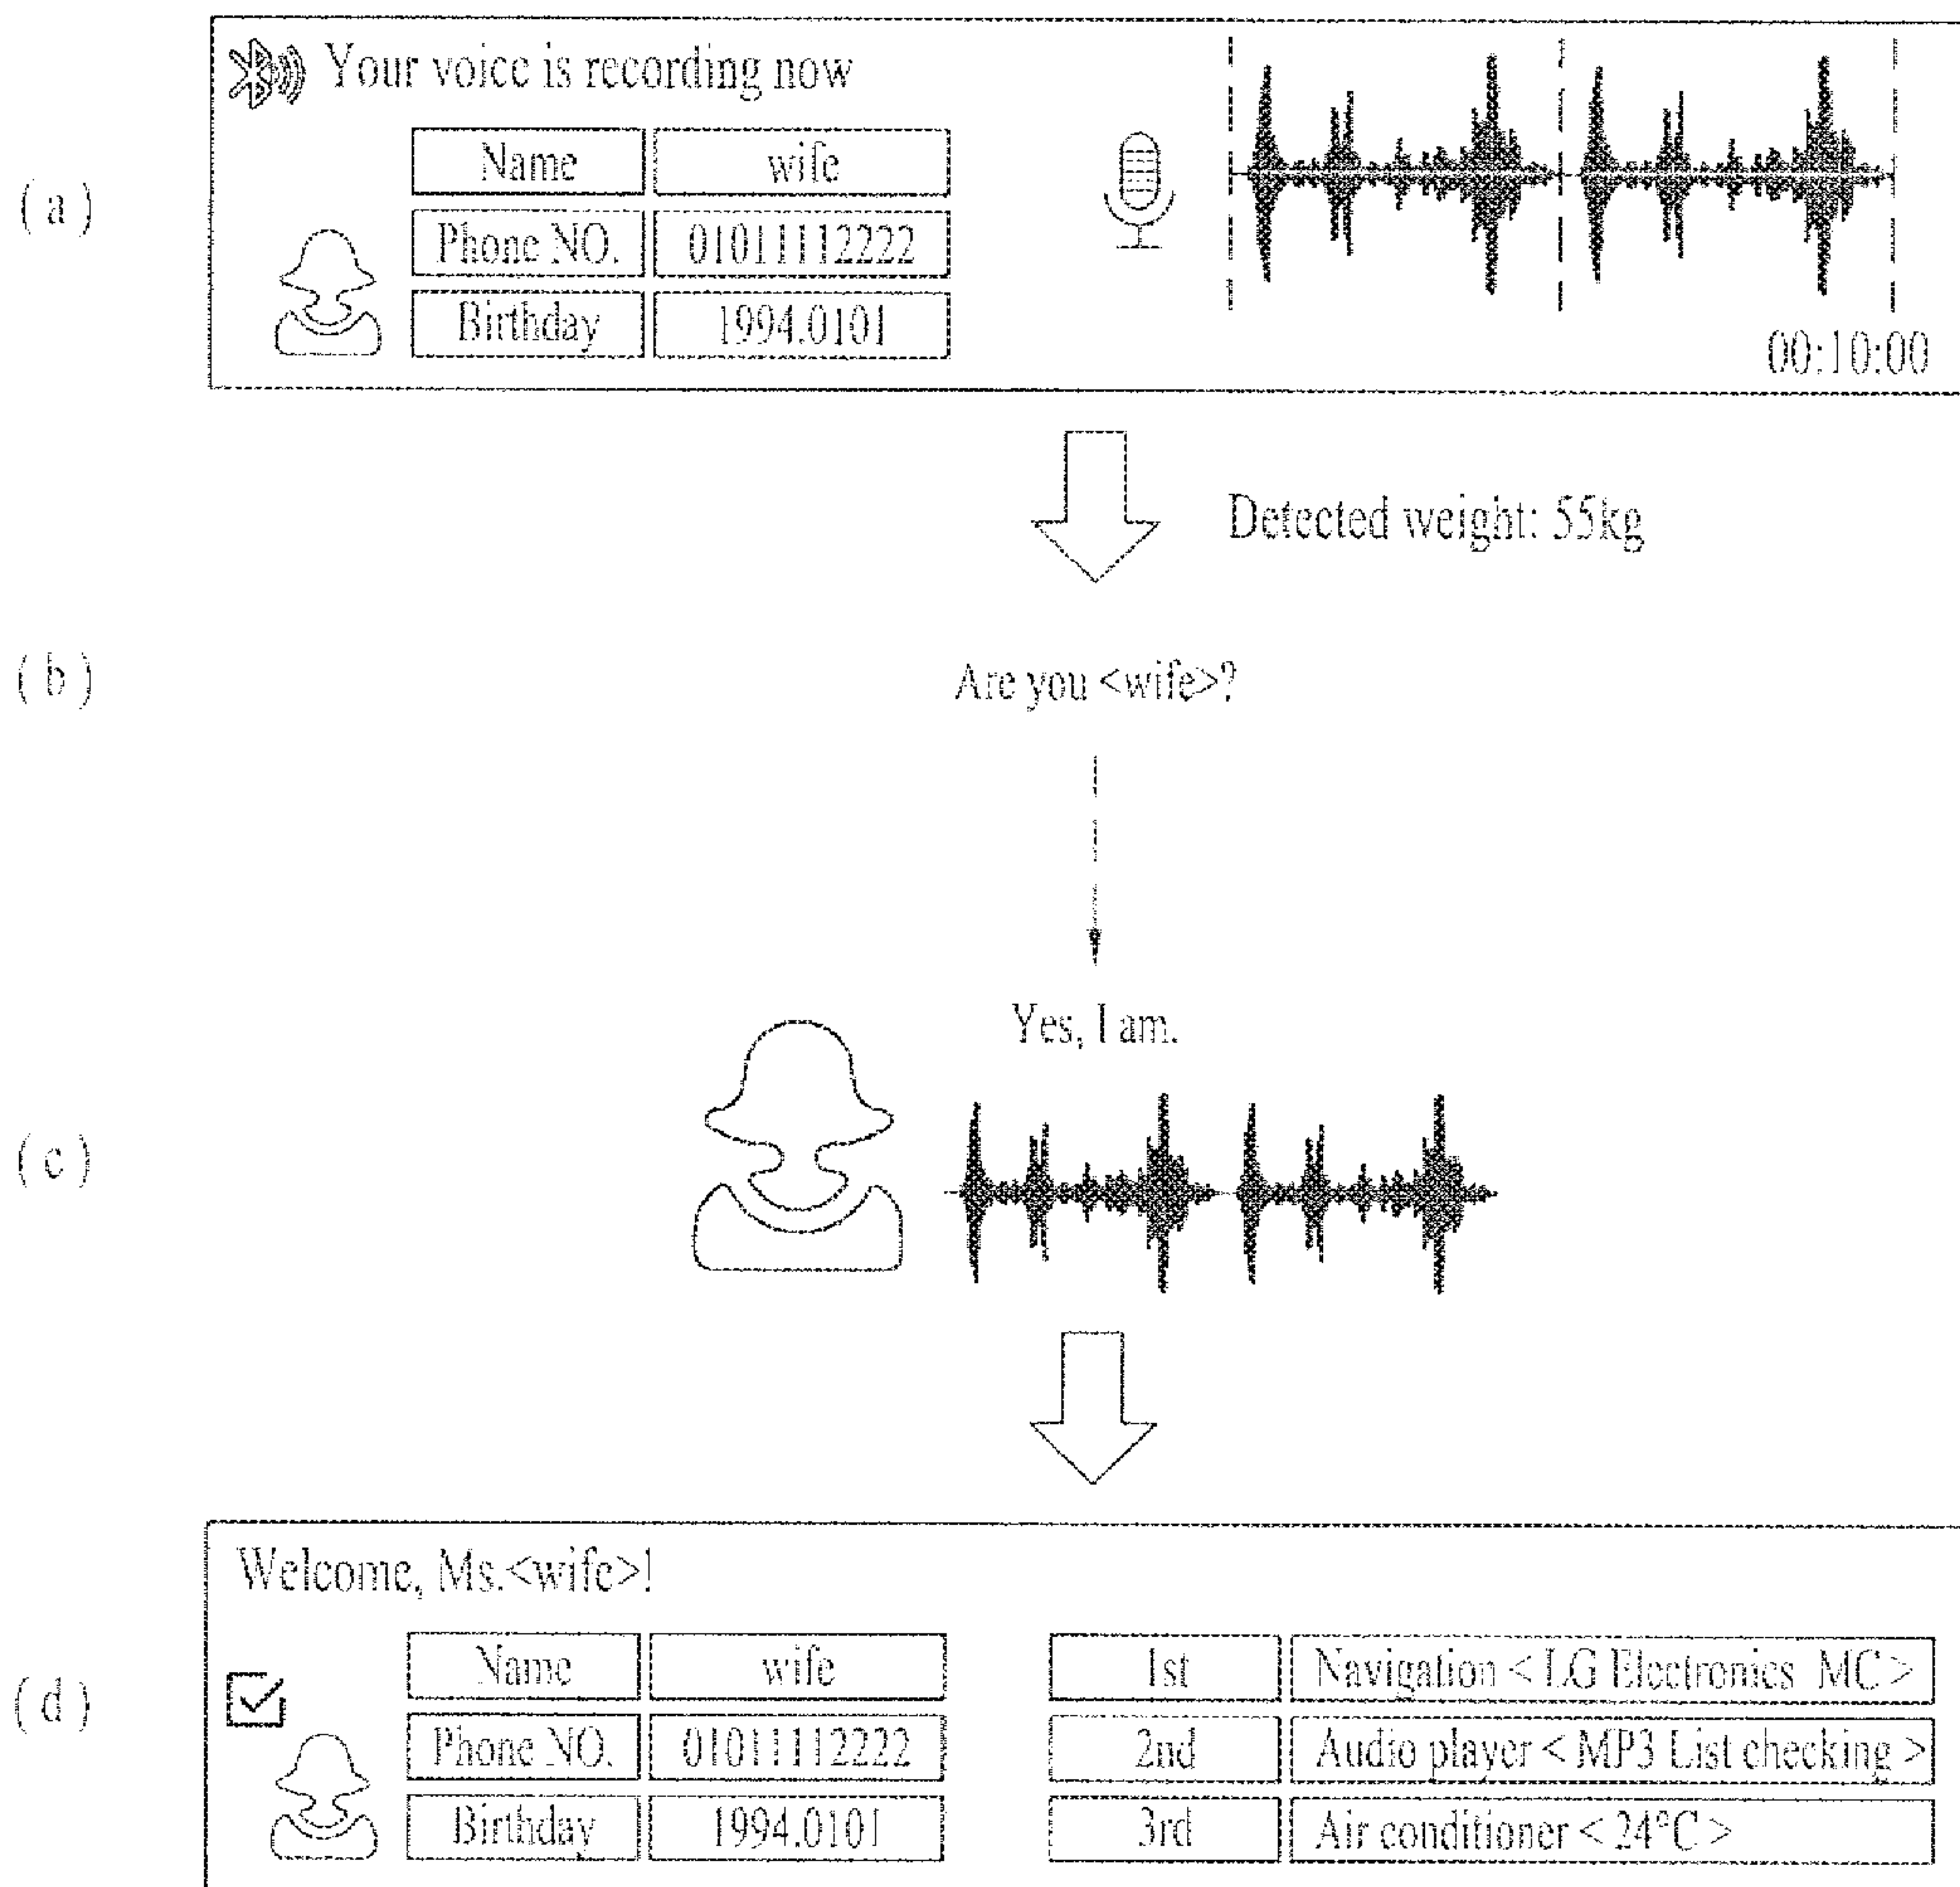 Your voice is recording now
( a )
Name wife
Phone NO. 01011112222
Birthday 1994.0101
00:10:00
Detected weight: 55kg
( b )
Are you <wife>?
Yes, I am.
( c )
Welcome, Ms.<wife>!
( d )
Name wife 1st Navigation < LG Electronics MC >
Phone NO. 01011112222 2nd Audio player < MP3 List checking >
Birthday 1994.0101 3rd Air conditioner < 24°C >